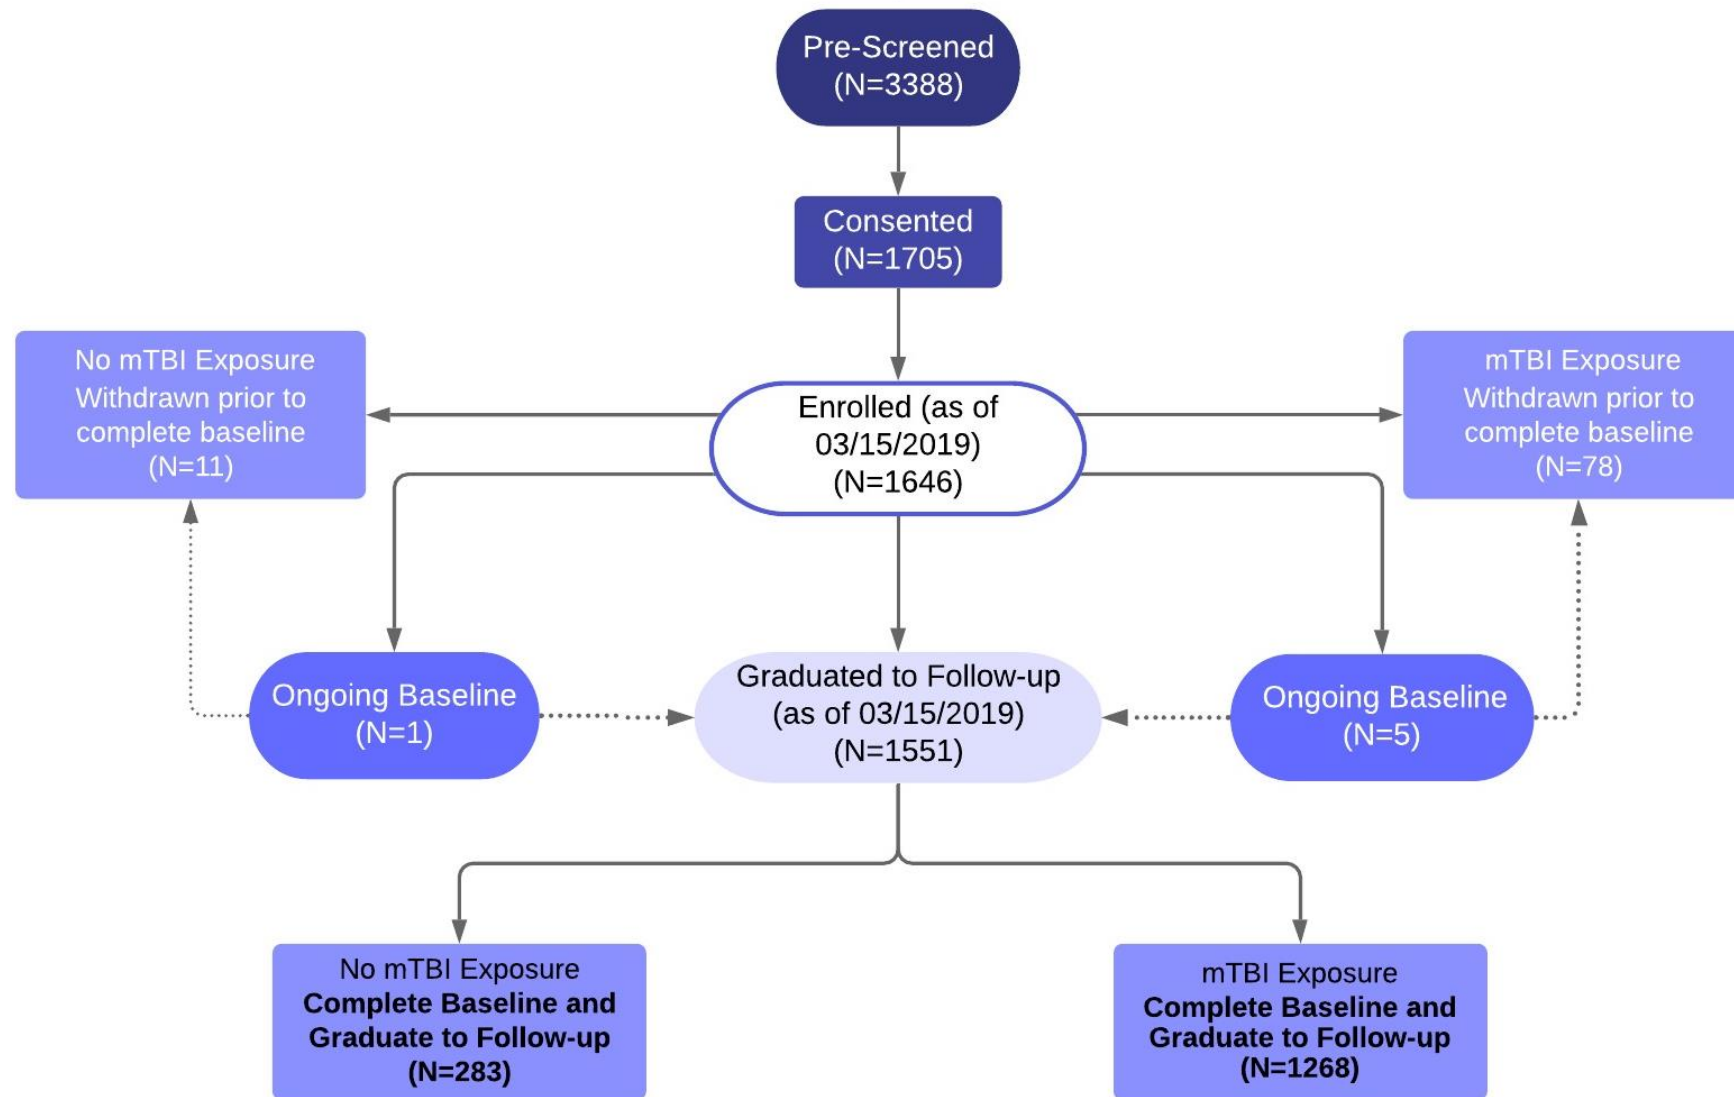 Pre-Screened
(N=3388)
Consented
(N=1705)
No mTBI Exposure
Withdrawn prior to
complete baseline
(N=11)
Enrolled (as of
03/15/2019)
(N=1646)
mTBI Exposure
Withdrawn prior to
complete baseline
(N=78)
Ongoing Baseline
(N=1)
Graduated to Follow-up
(as of 03/15/2019)
(N=1551)
Ongoing Baseline
(N=5)
No mTBI Exposure
Complete Baseline and
Graduate to Follow-up
(N=283)
mTBI Exposure
Complete Baseline and
Graduate to Follow-up
(N=1268)